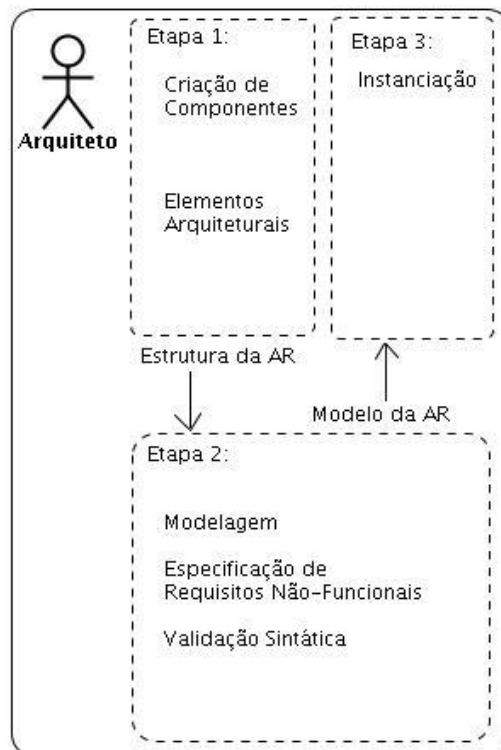 Arquiteto
Etapa 1:
Criação de
Componentes
Elementos
Arquiteturais
Etapa 3:
Instanciação
Estrutura da AR
Modelo da AR
Etapa 2:
Modelagem
Especificação de
Requisitos Não-Funcionais
Validação Sintática